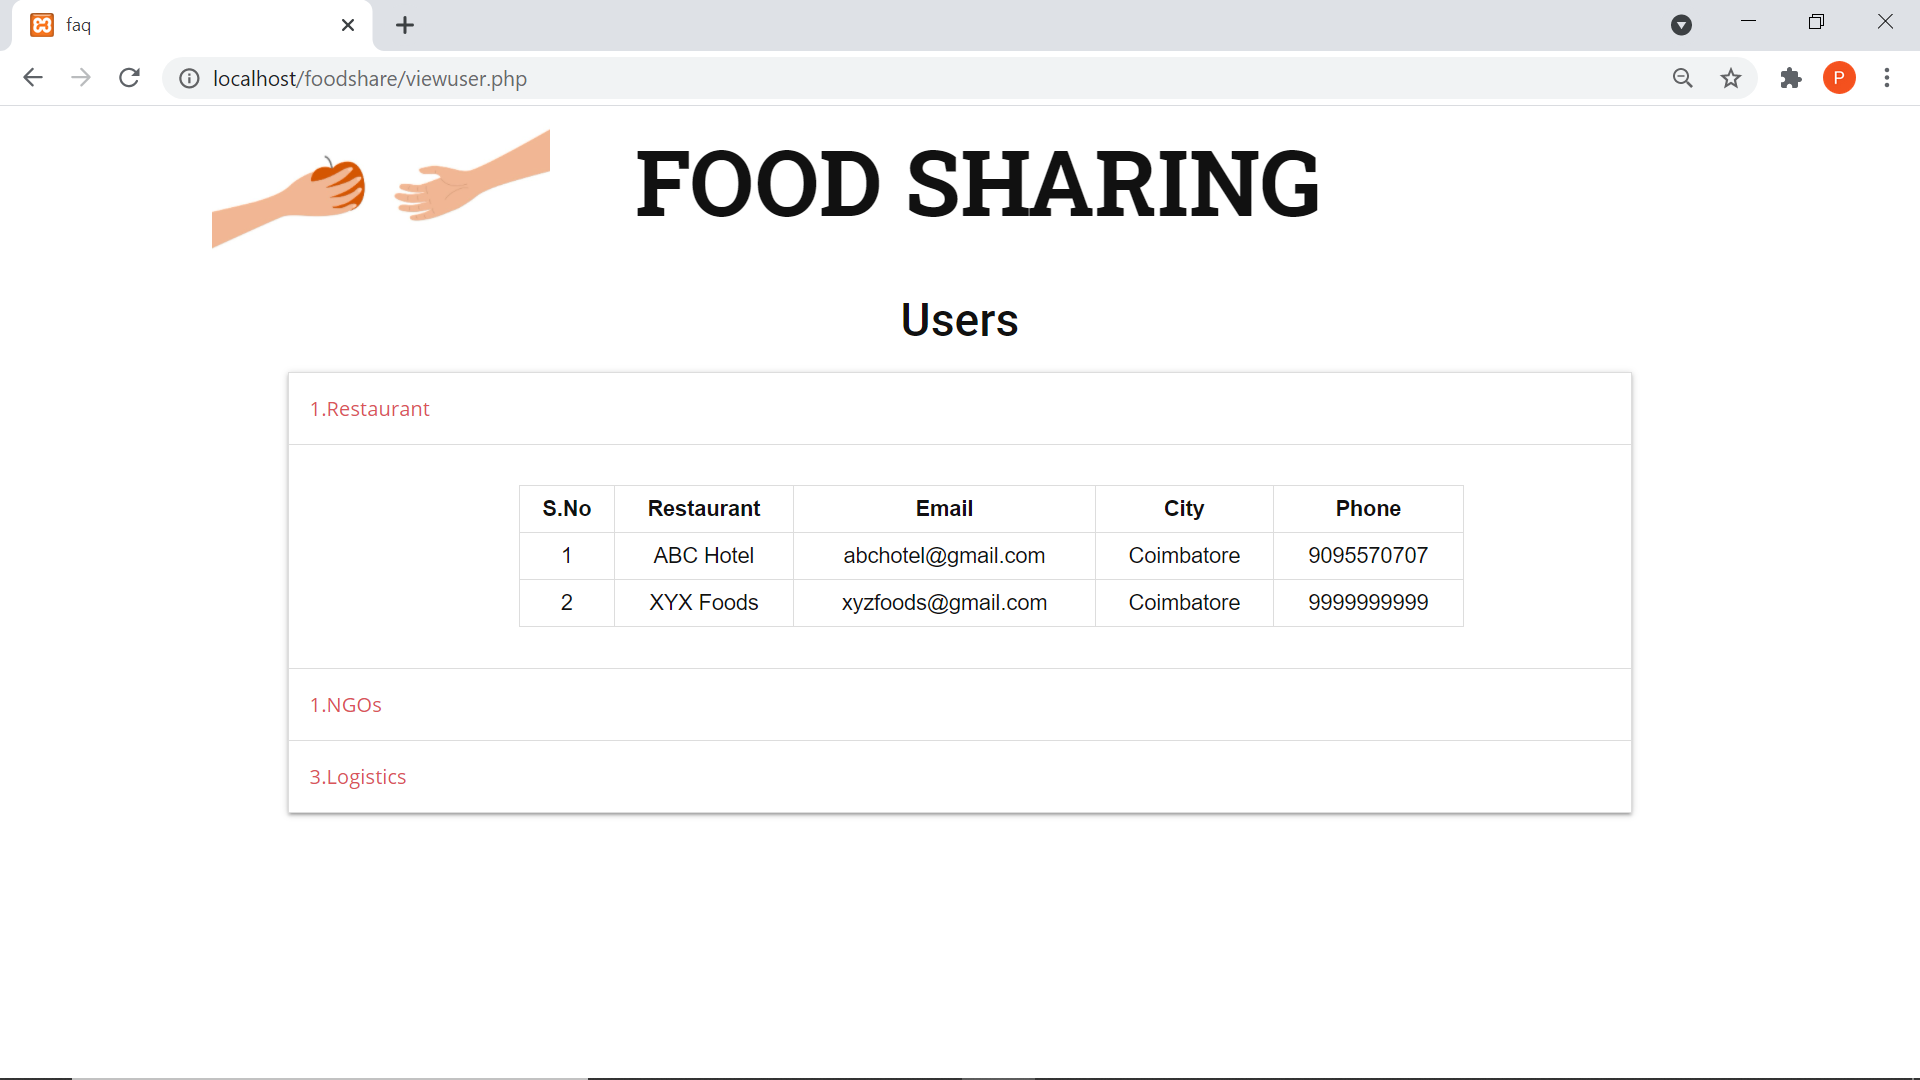 faq
localhost/foodshare/viewuser.php
P
FOOD SHARING
Users
1.Restaurant
S.No Restaurant Email City Phone
1 ABC Hotel abchotel@gmail.com Coimbatore 9095570707
2 XYX Foods xyzfoods@gmail.com Coimbatore 9999999999
1.NGOs
3.Logistics